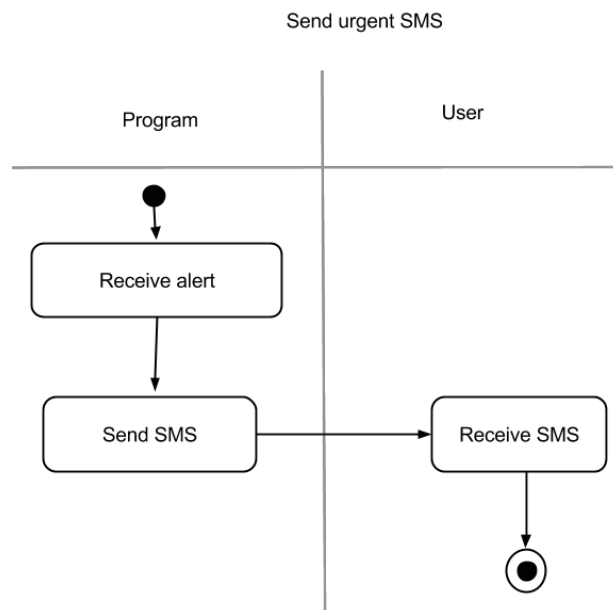 Send urgent SMS
Program
User
Receive alert
Send SMS
Receive SMS